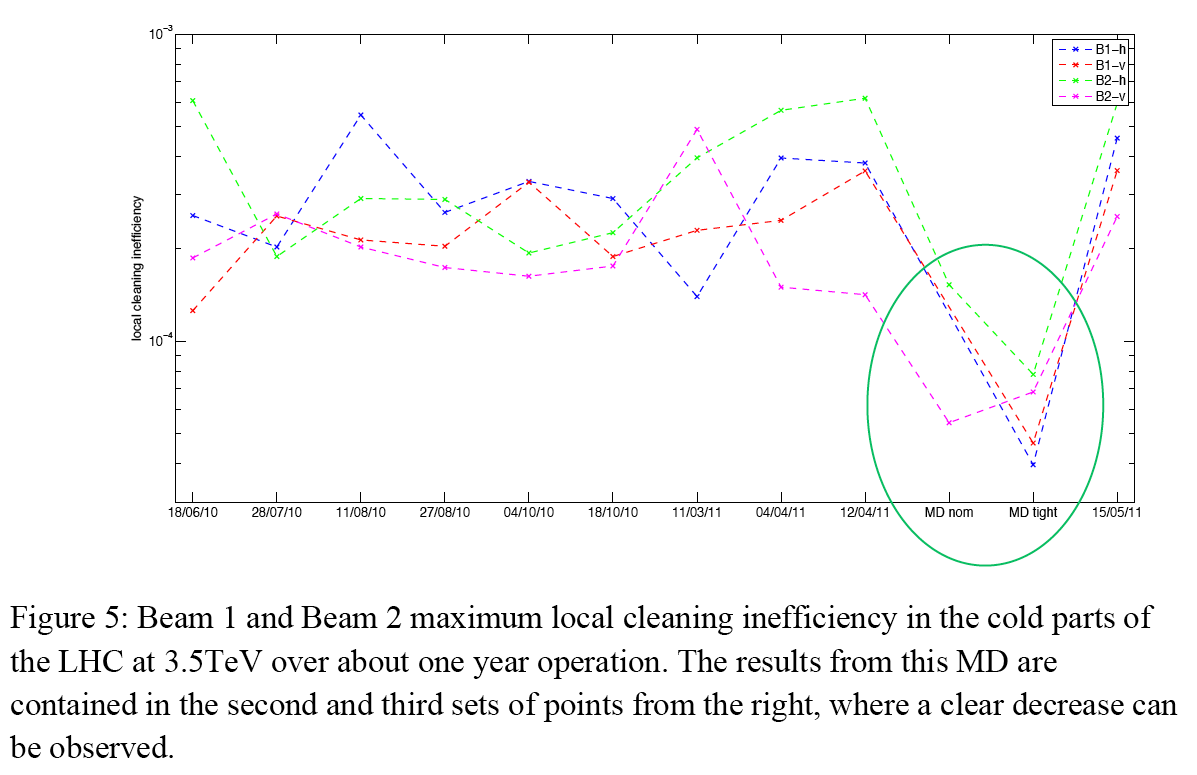 10⁻³
B1-h
B1-v
B2-h
B2-v
local cleaning inefficiency
10⁻⁴
18/06/10 28/07/10 11/08/10 27/08/10 04/10/10 18/10/10 11/03/11 04/04/11 12/04/11 MD nom MD tight 15/05/11
Figure 5: Beam 1 and Beam 2 maximum local cleaning inefficiency in the cold parts of
the LHC at 3.5TeV over about one year operation. The results from this MD are
contained in the second and third sets of points from the right, where a clear decrease can
be observed.